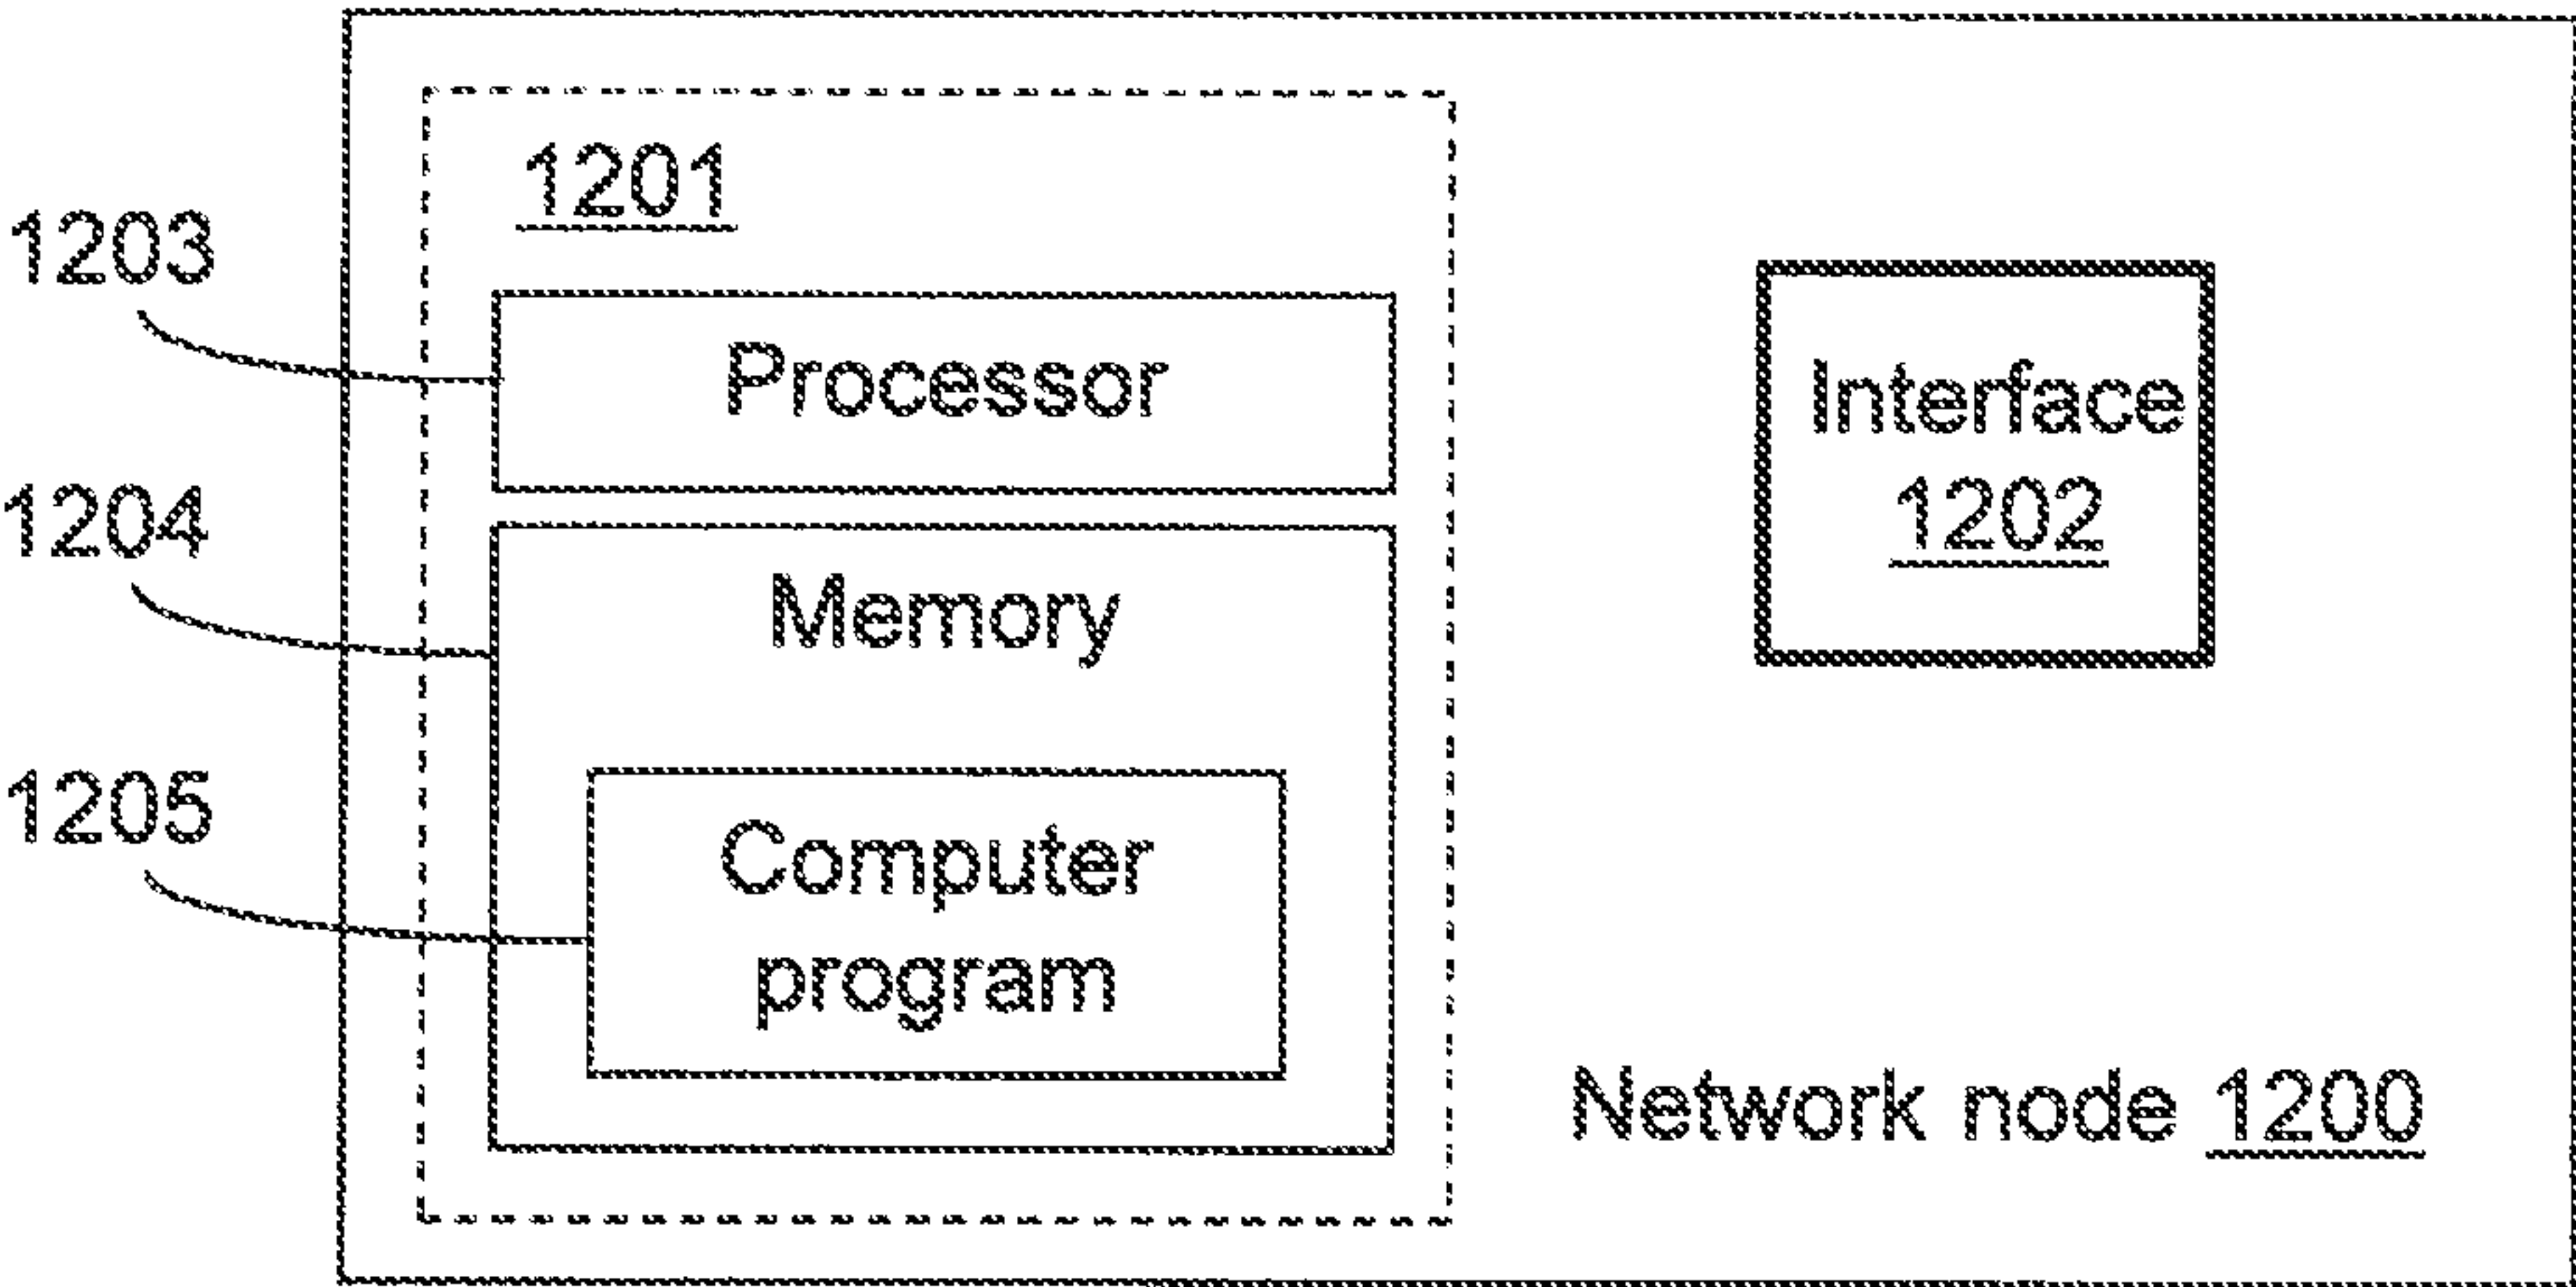 1201
1203
Processor
Interface
1202
1204
Memory
1205
Computer
program
Network node 1200